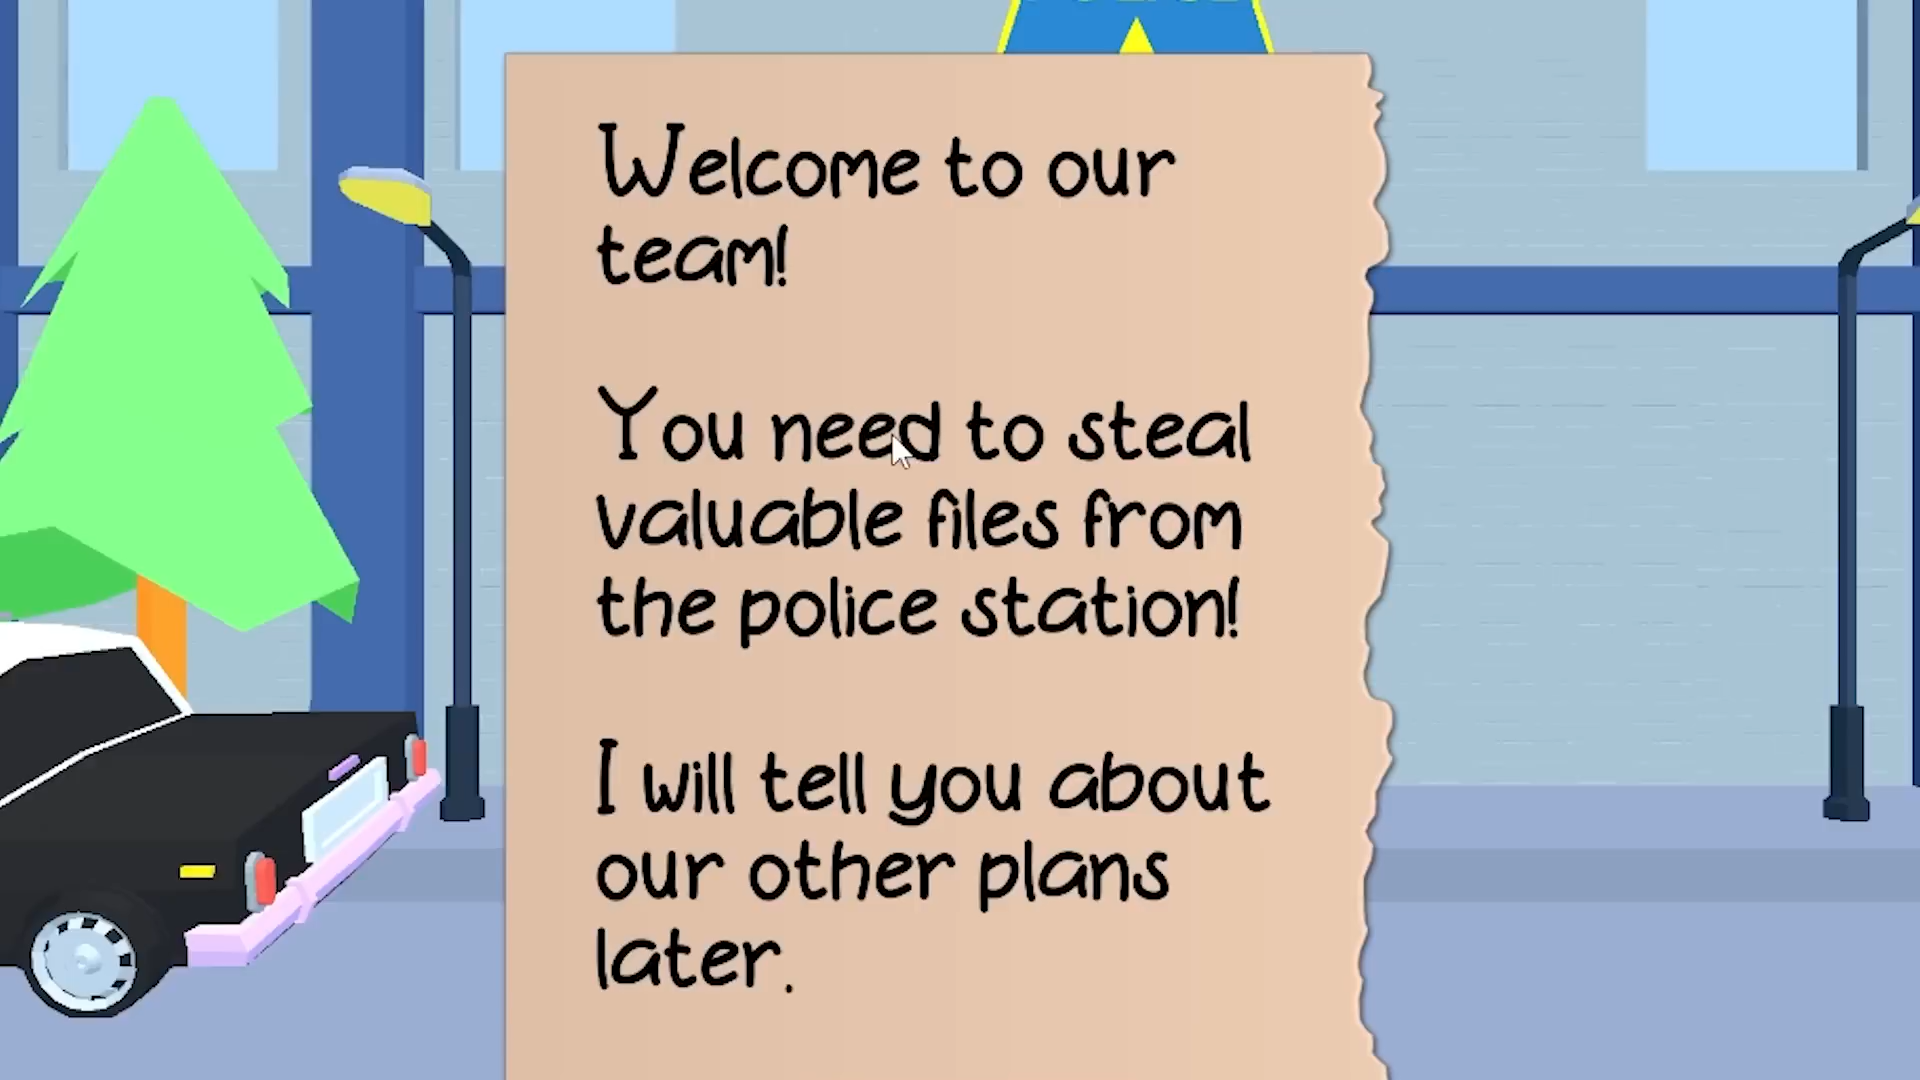 Welcome to our
team!
You need to steal
valuable files from
the police station!
I will tell you about
our other plans
later.